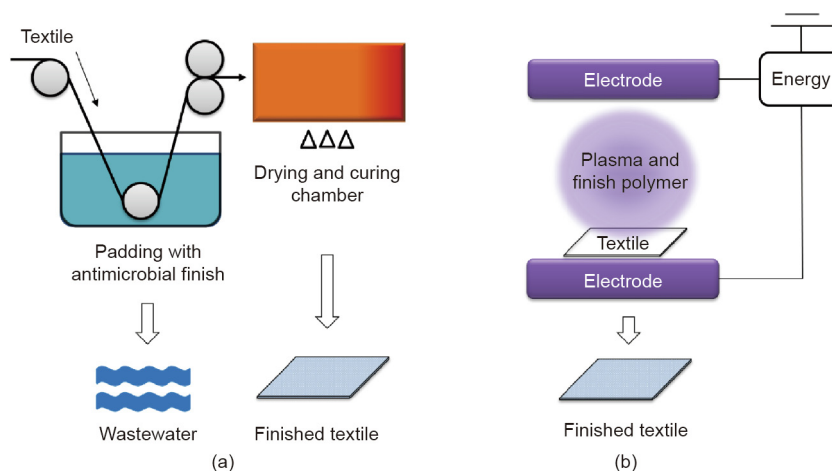 Textile
Drying and curing
chamber
Padding with
antimicrobial finish
Wastewater
Finished textile
(a)
Electrode
Energy
Plasma and
finish polymer
Textile
Electrode
Finished textile
(b)